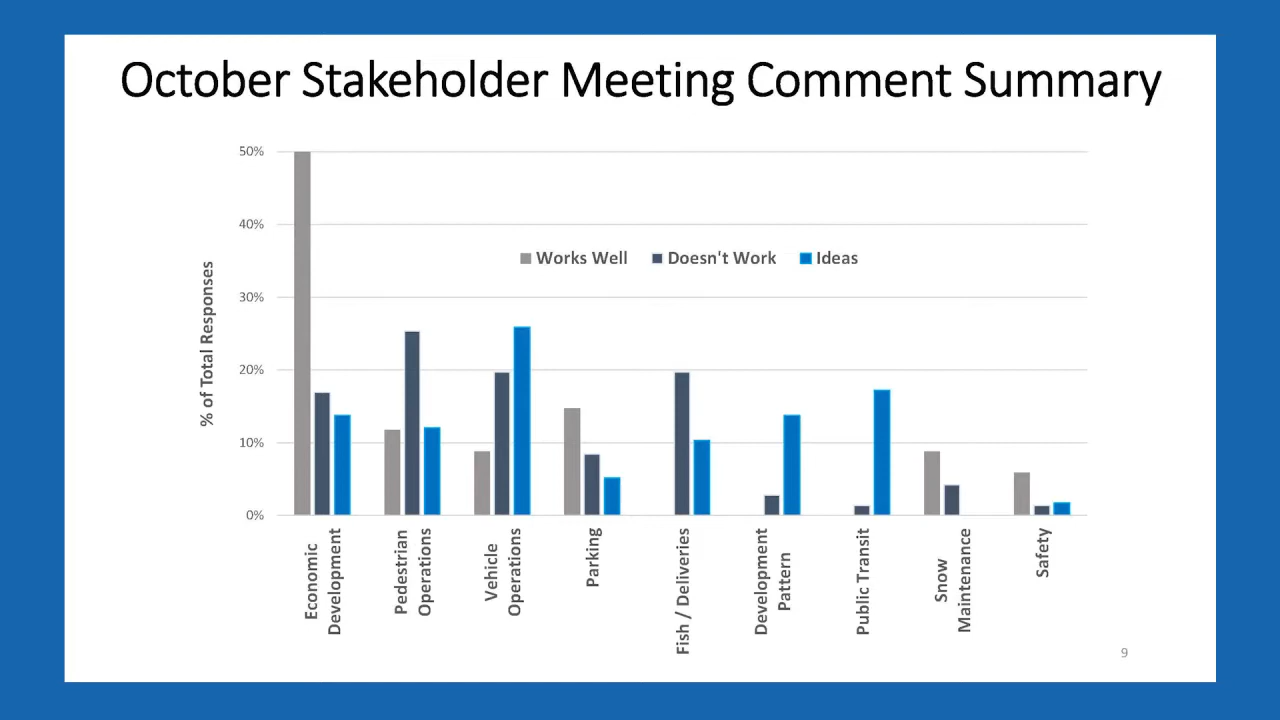 October Stakeholder Meeting Comment Summary
50%
40%
30%
20%
10%
0%
% of Total Responses
Works Well Doesn't Work Ideas
Economic
Development
Pedestrian
Operations
Vehicle
Operations
Parking
Fish / Deliveries
Development
Pattern
Public Transit
Snow
Maintenance
Safety
9